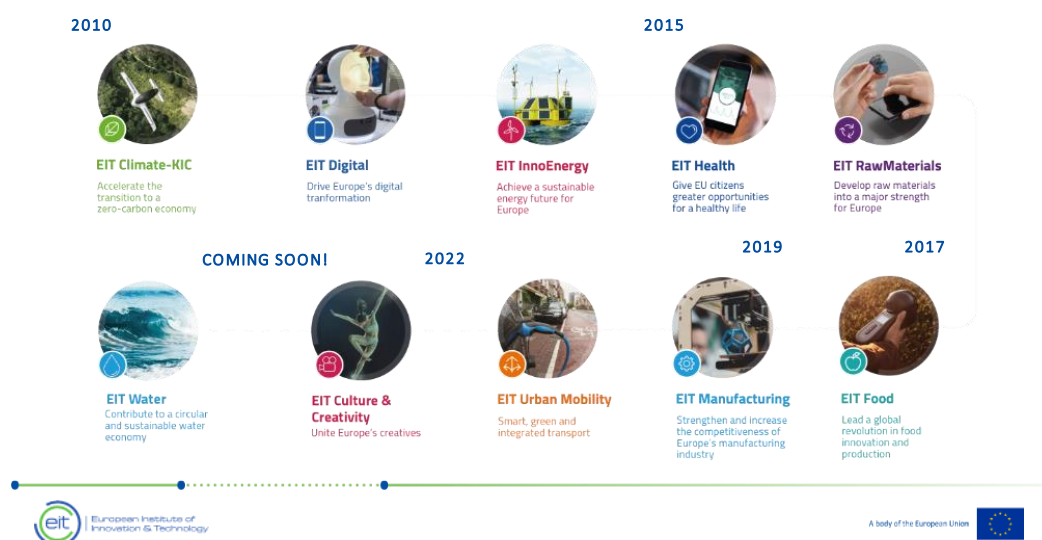 2010
2015
EIT Climate-KIC
Accelerate the
transition to a
zero-carbon economy
EIT Digital
Drive Europe's digital
tranformation
EIT InnoEnergy
Achieve a sustainable
energy future for
Europe
EIT Health
Give EU citizens
greater opportunities
for a healthy life
EIT RawMaterials
Develop raw materials
into a major strength
for Europe
COMING SOON!
2022
2019
2017
EIT Water
Contribute to a circular
and sustainable water
economy
EIT Culture &
Creativity
Unite Europe's creatives
EIT Urban Mobility
Smart, green and
integrated transport
EIT Manufacturing
Strengthen and increase
the competitiveness of
Europe's manufacturing
industry
EIT Food
Lead a global
revolution in food
innovation and
production
eit
European Institute of
Innovation & Technology
A body of the European Union